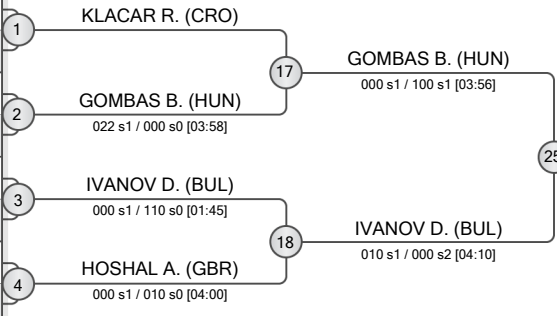 1
KLACAR R. (CRO)
17
GOMBAS B. (HUN)
000 s1 / 100 s1 [03:56]
2
GOMBAS B. (HUN)
022 s1 / 000 s0 [03:58]
25
3
IVANOV D. (BUL)
000 s1 / 110 s0 [01:45]
18
IVANOV D. (BUL)
010 s1 / 000 s2 [04:10]
4
HOSHAL A. (GBR)
000 s1 / 010 s0 [04:00]